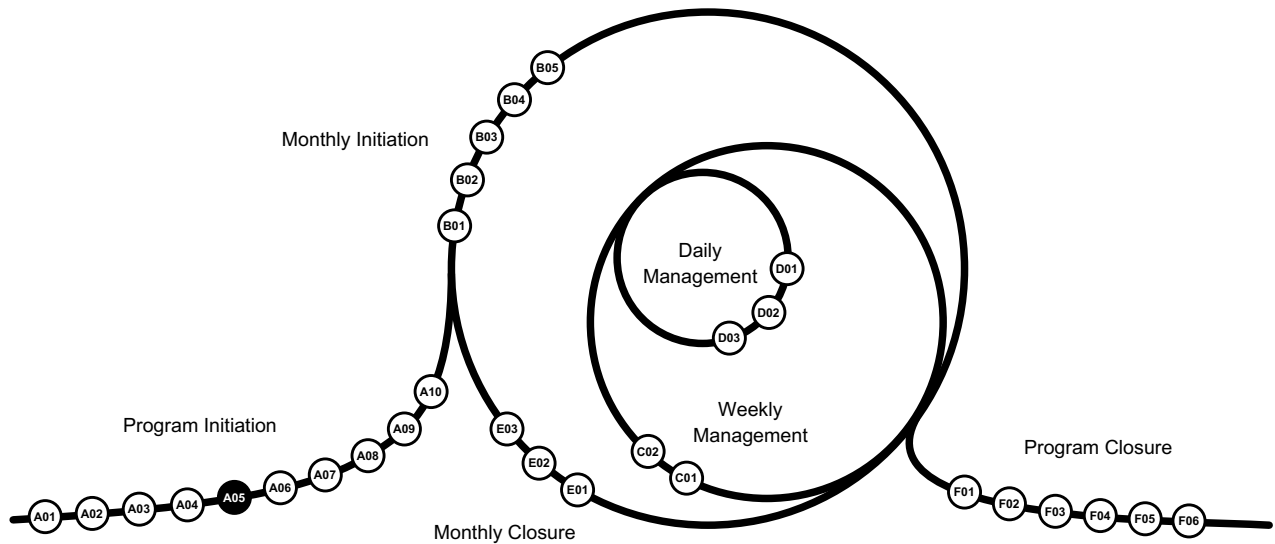 B05
B04
Monthly Initiation
B03
B02
B01
Daily
Management
D01
D02
D03
A10
Program Initiation
A09
A08
A07
A06
A05
A04
A03
A02
A01
E03
E02
E01
Monthly Closure
Weekly
Management
C02
C01
Program Closure
F01
F02
F03
F04
F05
F06